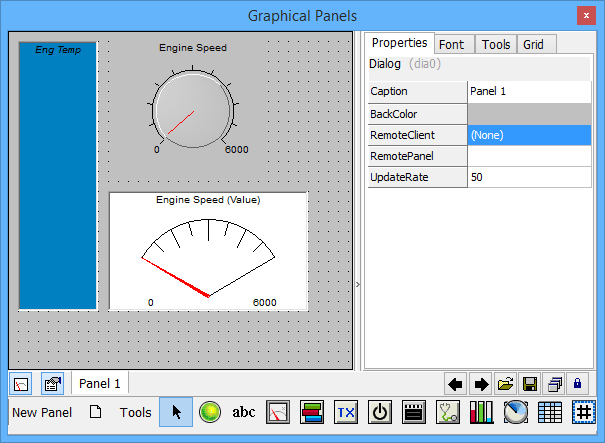 Graphical Panels
x
Eng Temp
Engine Speed
0 6000
Engine Speed (Value)
0 6000
Properties Font Tools Grid
Dialog (dia0)
Caption Panel 1
BackColor
RemoteClient (None)
RemotePanel
UpdateRate 50
Panel 1
New Panel Tools abc TX